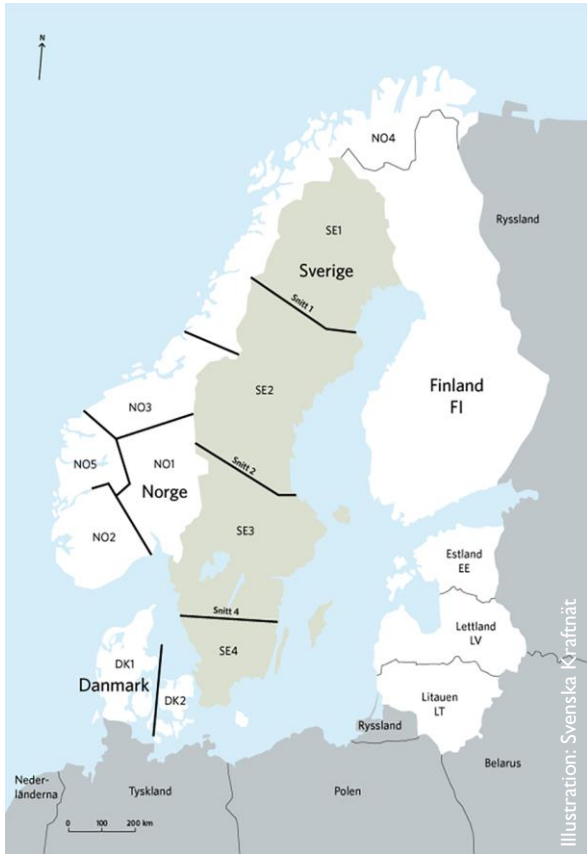 N
NO4
Ryssland
SE1
Sverige
Snitt 1
Finland
FI
SE2
NO3
Snitt 2
NO5
NO1
Norge
SE3
NO2
Estland
EE
Snitt 4
Lettland
LV
SE4
DK1
Danmark
DK2
Litauen
LT
Ryssland
Belarus
Neder-
länderna
Tyskland
Polen
0 100 200 km
Illustration: Svenska Kraftnät